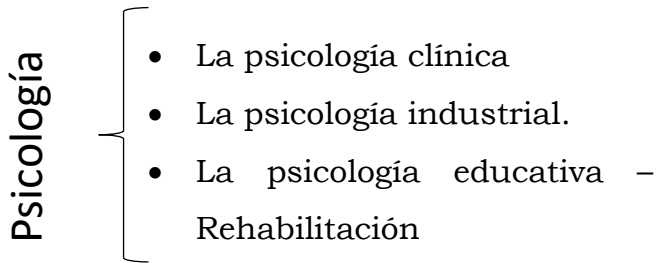 Psicología
• La psicología clínica
• La psicología industrial.
• La psicología educativa –
Rehabilitación